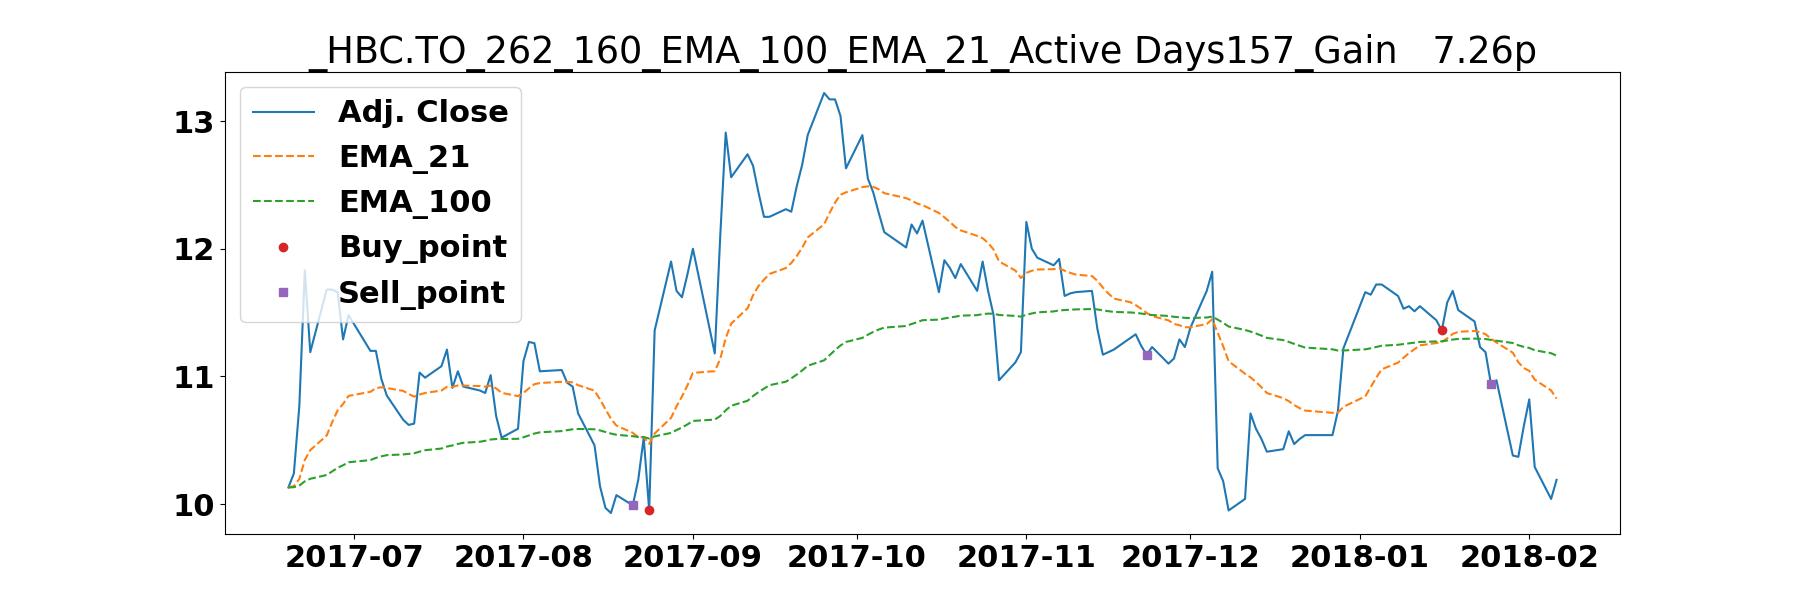 _HBC.TO_262_160_EMA_100_EMA_21_Active Days157_Gain   7.26p
Adj. Close
EMA_21
EMA_100
Buy_point
Sell_point
13
12
11
10
2017-07 2017-08 2017-09 2017-10 2017-11 2017-12 2018-01 2018-02